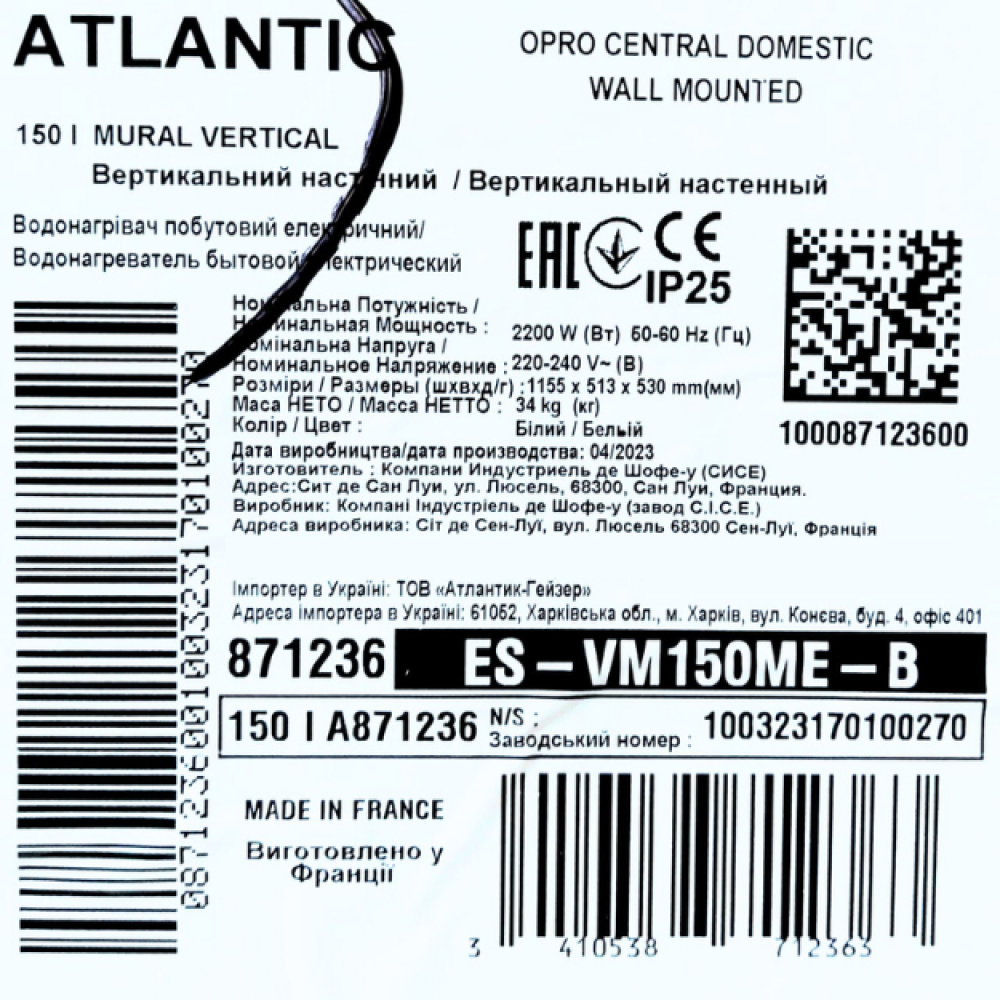 ATLANTIC
OPRO CENTRAL DOMESTIC
WALL MOUNTED
150 l MURAL VERTICAL
Вертикальний настінний / Вертикальный настенный
Водонагрівач побутовий електричний/
Водонагреватель бытовой электрический
EAC CE
IP25
Номінальна Потужність /
Номинальная Мощность : 2200 W (Вт) 50-60 Hz (Гц)
Номінальна Напруга /
Номинальное Напряжение : 220-240 V~ (В)
Розміри / Размеры (шхвхд/г) : 1155 x 513 x 530 mm(мм)
Маса НЕТО / Масса НЕТТО : 34 kg (кг)
Колір / Цвет : Білий / Белый
100087123600
Дата виробництва/дата производства: 04/2023
Изготовитель : Компани Индустриель де Шофе-у (СИСЕ)
Адрес:Сит де Сан Луи, ул. Люсель, 68300, Сан Луи, Франция.
Виробник: Компані Індустріель де Шофе-у (завод С.І.С.Е.)
Адреса виробника: Сіт де Сен-Луї, вул. Люсель 68300 Сен-Луї, Франція
Імпортер в Україні: ТОВ «Атлантик-Гейзер»
Адреса імпортера в Україні: 61052, Харківська обл., м. Харків, вул. Конєва, буд. 4, офіс 401
871236 ES – VM150ME – B
150 l A871236 N/S : 100323170100270
Заводський номер :
MADE IN FRANCE
Виготовлено у
Франції
3 410538 712363